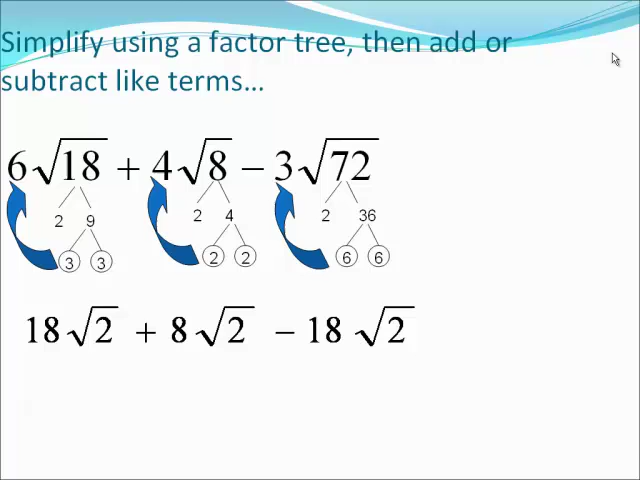 Simplify using a factor tree, then add or
subtract like terms...
6√18 + 4√8 − 3√72
2 9 2 4 2 36
3 3 2 2 6 6
18√2 + 8√2 − 18√2